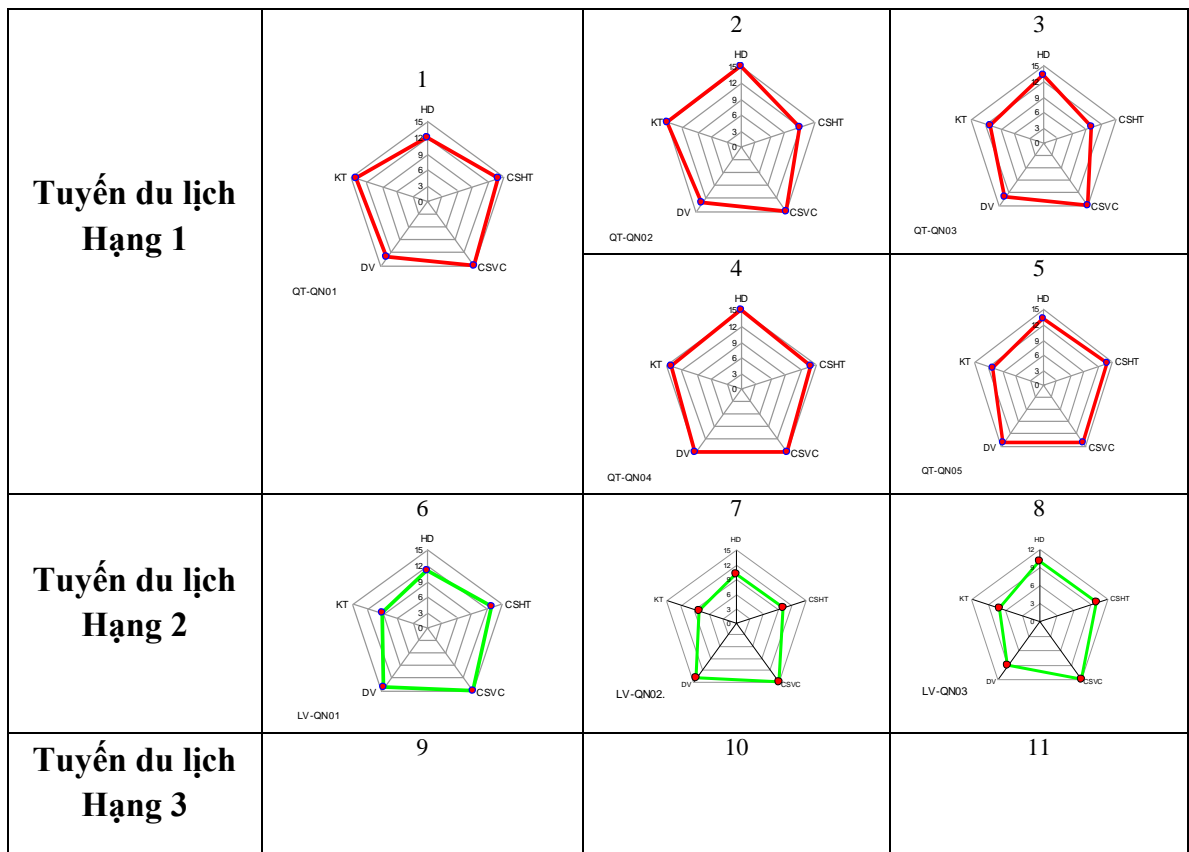 Tuyến du lịch
Hạng 1
1
HD
15
12
9
6
3
0
KT
CSHT
DV
CSVC
QT-QN01
2
HD
15
12
9
6
3
0
KT
CSHT
DV
CSVC
QT-QN02
3
HD
15
12
9
6
3
0
KT
CSHT
DV
CSVC
QT-QN03
4
HD
15
12
9
6
3
0
KT
CSHT
DV
CSVC
QT-QN04
5
HD
15
12
9
6
3
0
KT
CSHT
DV
CSVC
QT-QN05
Tuyến du lịch
Hạng 2
6
HD
15
12
9
6
3
0
KT
CSHT
DV
CSVC
LV-QN01
7
HD
15
12
9
6
3
0
KT
CSHT
DV
CSVC
LV-QN02.
8
HD
12
6
3
0
KT
CSHT
DV
CSVC
LV-QN03
Tuyến du lịch
Hạng 3
9
10
11